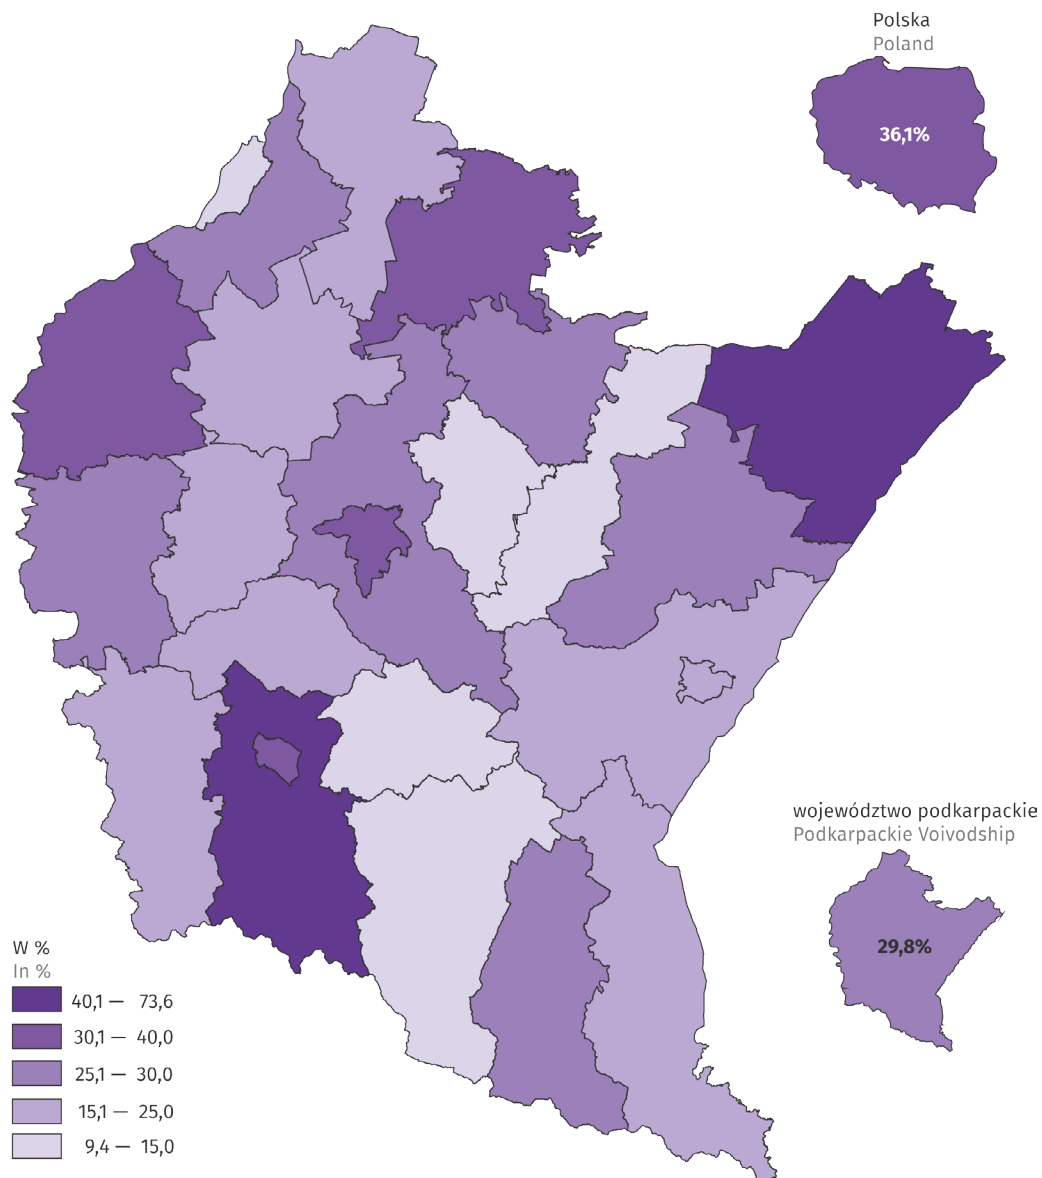 Polska
Poland
36,1%
województwo podkarpackie
Podkarpackie Voivodship
29,8%
W %
In %
40,1 — 73,6
30,1 — 40,0
25,1 — 30,0
15,1 — 25,0
9,4 — 15,0